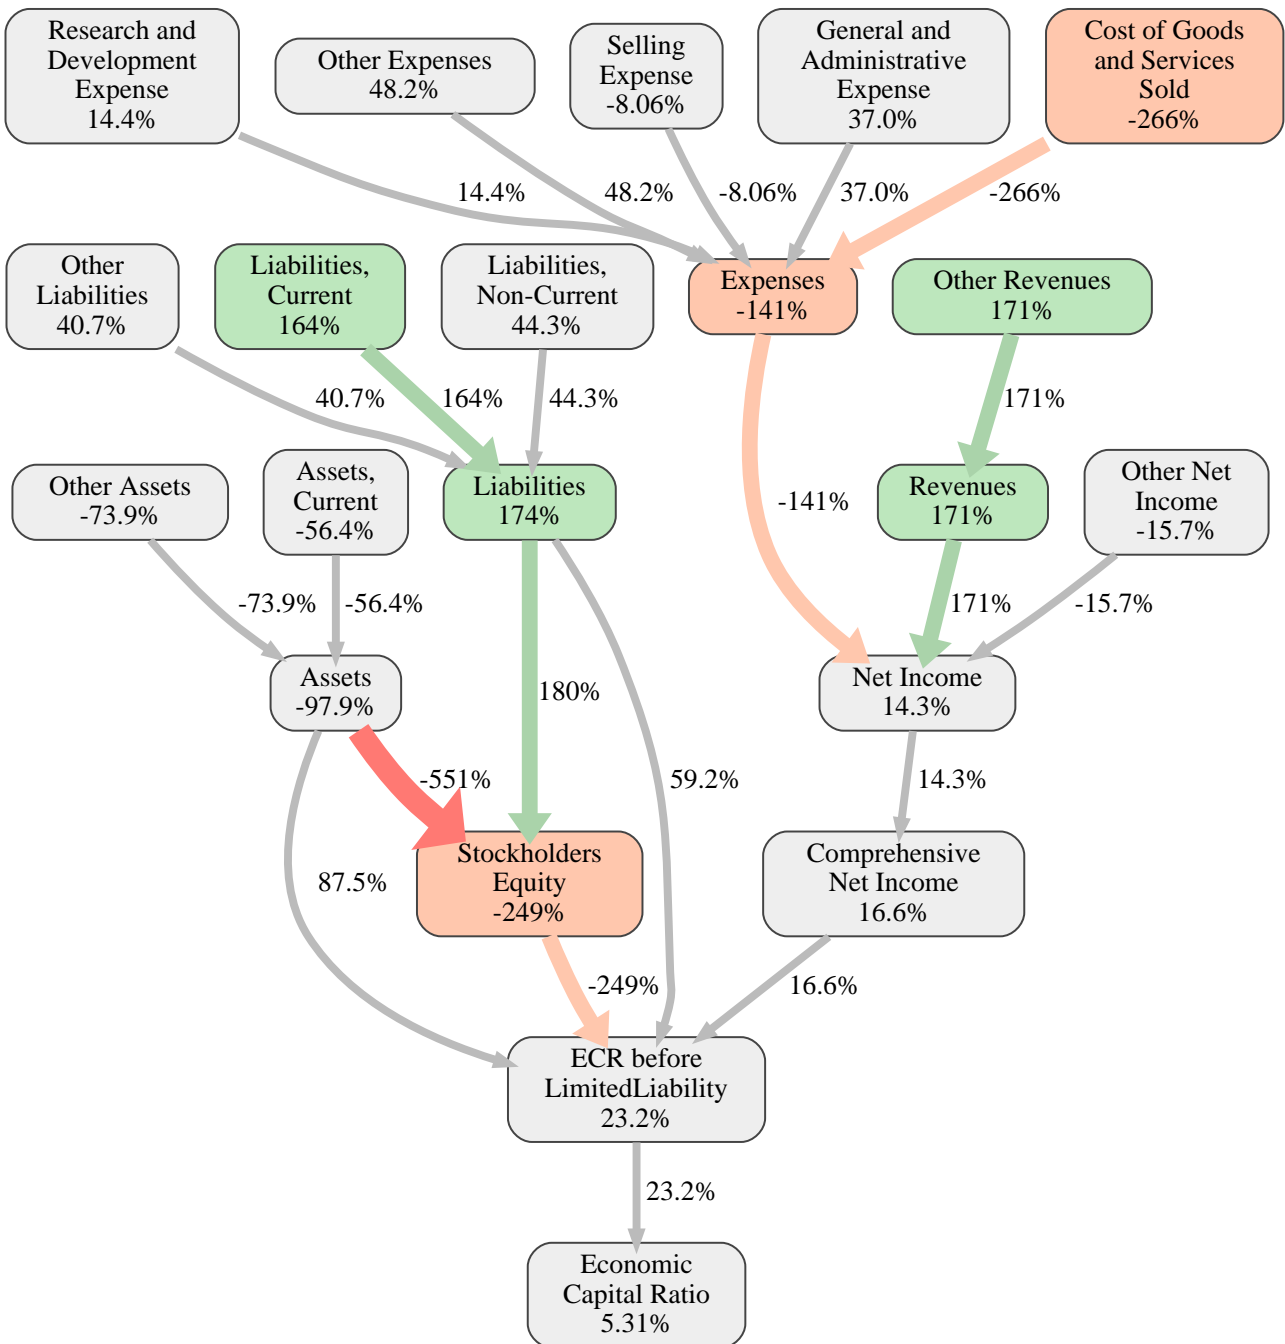 Research and
Development
Expense
14.4%
Other Expenses
48.2%
Selling
Expense
-8.06%
General and
Administrative
Expense
37.0%
Cost of Goods
and Services
Sold
-266%
14.4%
48.2%
-8.06%
37.0%
-266%
Other
Liabilities
40.7%
Liabilities,
Current
164%
Liabilities,
Non-Current
44.3%
Expenses
-141%
Other Revenues
171%
40.7%
164%
44.3%
171%
Other Assets
-73.9%
Assets,
Current
-56.4%
Liabilities
174%
-141%
Revenues
171%
Other Net
Income
-15.7%
-73.9%
-56.4%
171%
-15.7%
Assets
-97.9%
180%
Net Income
14.3%
-551%
59.2%
14.3%
87.5%
Stockholders
Equity
-249%
Comprehensive
Net Income
16.6%
-249%
16.6%
ECR before
LimitedLiability
23.2%
23.2%
Economic
Capital Ratio
5.31%